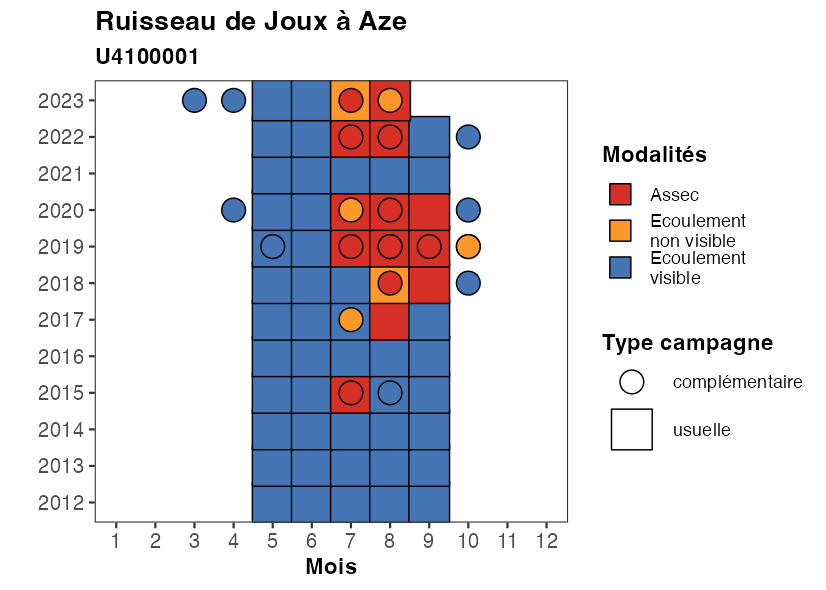 Ruisseau de Joux à Aze
U4100001
2023
2022
2021
2020
2019
2018
2017
2016
2015
2014
2013
2012
1 2 3 4 5 6 7 8 9 10 11 12
Mois
Modalités
Assec
Ecoulement
non visible
Ecoulement
visible
Type campagne
complémentaire
usuelle